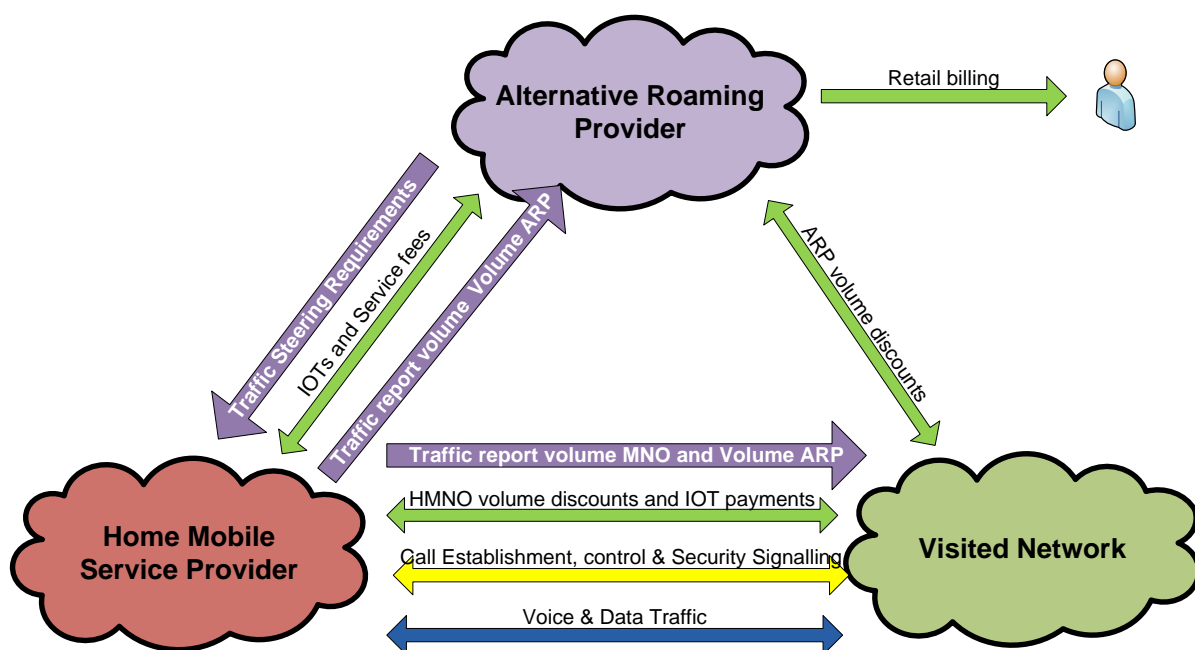 Alternative Roaming
Provider
Retail billing
Traffic Steering Requirements
IOTs and Service fees
Traffic report volume Volume ARP
ARP volume discounts
Traffic report volume MNO and Volume ARP
HMNO volume discounts and IOT payments
Home Mobile
Service Provider
Call Establishment, control & Security Signalling
Visited Network
Voice & Data Traffic